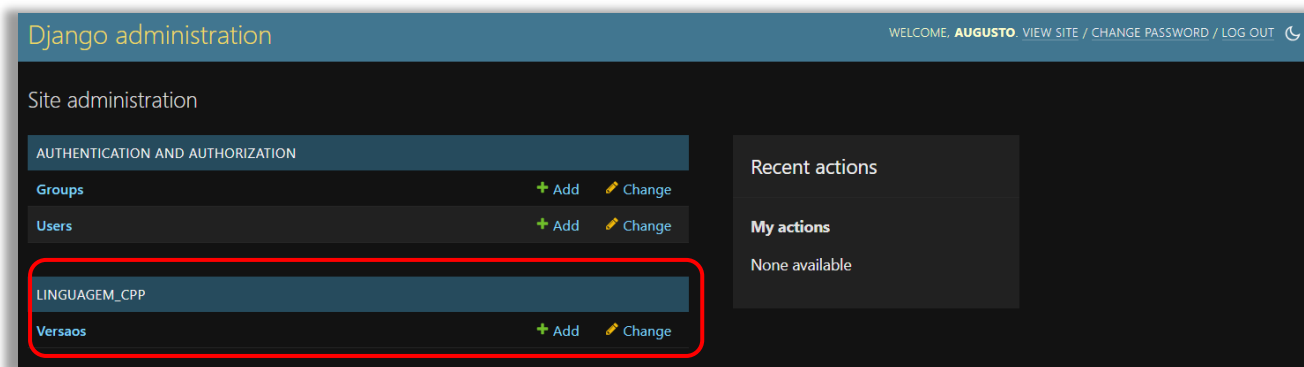 Django administration
WELCOME, AUGUSTO. VIEW SITE / CHANGE PASSWORD / LOG OUT
Site administration
AUTHENTICATION AND AUTHORIZATION
Groups Add Change
Users Add Change
LINGUAGEM_CPP
Versaos Add Change
Recent actions
My actions
None available